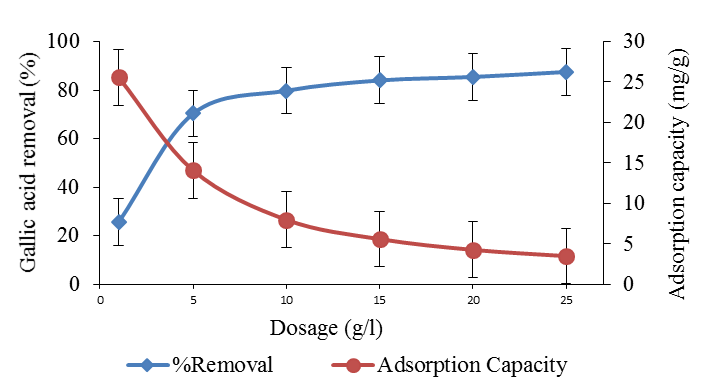 Gallic acid removal (%)
100
80
60
40
20
0
30
25
20
15
10
5
0
Adsorption capacity (mg/g)
0 5 10 15 20 25
Dosage (g/l)
%Removal Adsorption Capacity